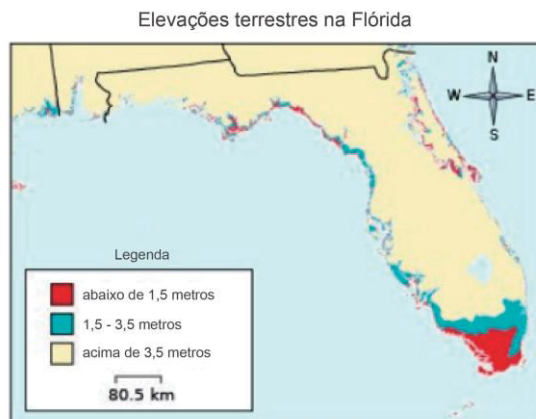 Elevações terrestres na Flórida
N
W E
S
Legenda
abaixo de 1,5 metros
1,5 - 3,5 metros
acima de 3,5 metros
80.5 km